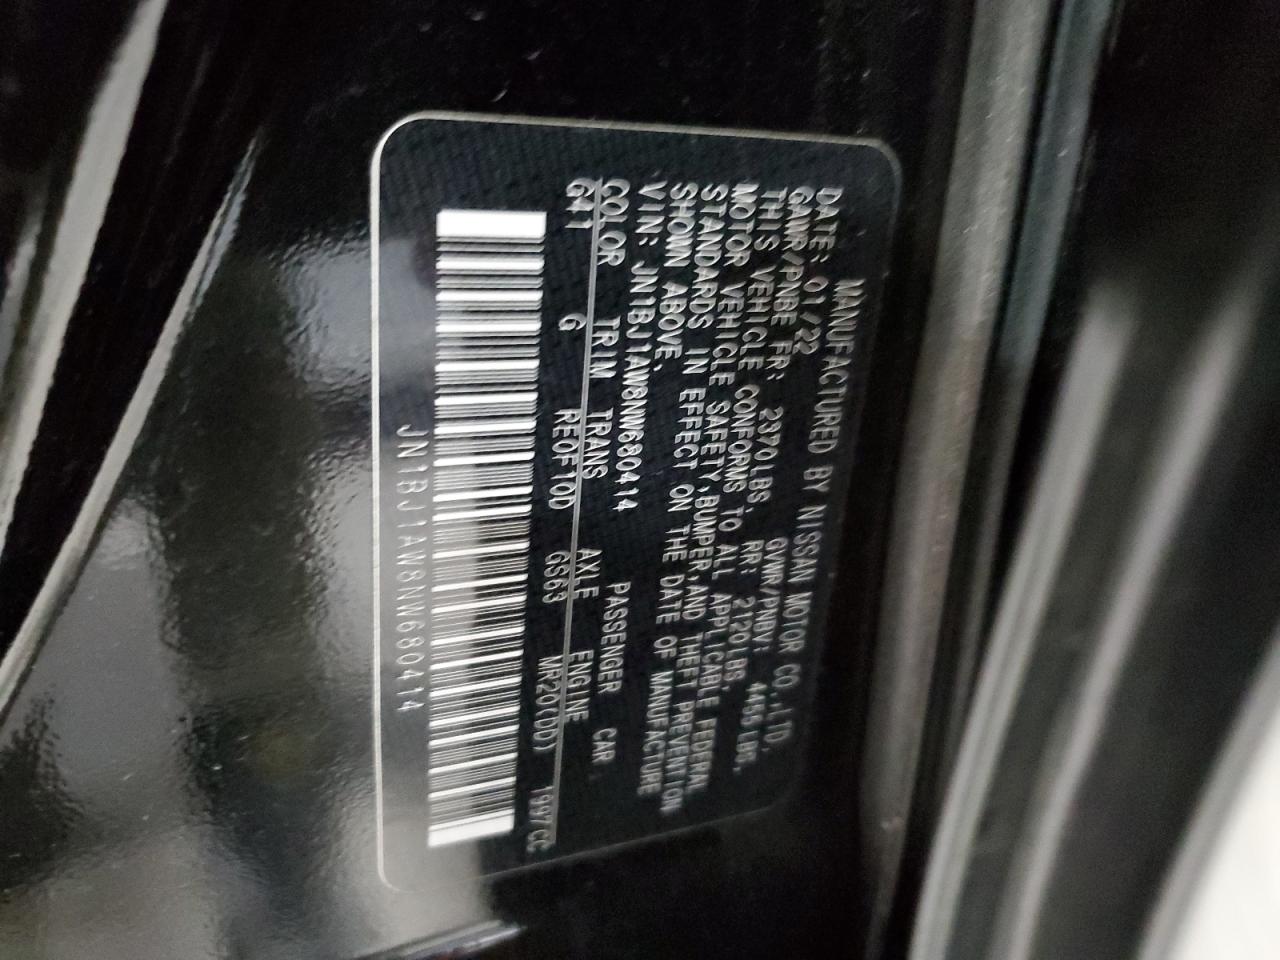 MANUFACTURED BY NISSAN MOTOR CO.,LTD.
DATE: 01/22 GVWR/PNBV: 4455 LBS.
GAWR/PNBE FR: 2370LBS. RR: 2120LBS.
THIS VEHICLE CONFORMS TO ALL APPLICABLE FEDERAL
MOTOR VEHICLE SAFETY,BUMPER,AND THEFT PREVENTION
STANDARDS IN EFFECT ON THE DATE OF MANUFACTURE
SHOWN ABOVE.
VIN: JN1BJ1AW8NW680414 PASSENGER CAR
COLOR TRIM TRANS AXLE ENGINE
G41 G RE0F10D GS63 MR20(DD) 1997CC
JN1BJ1AW8NW680414